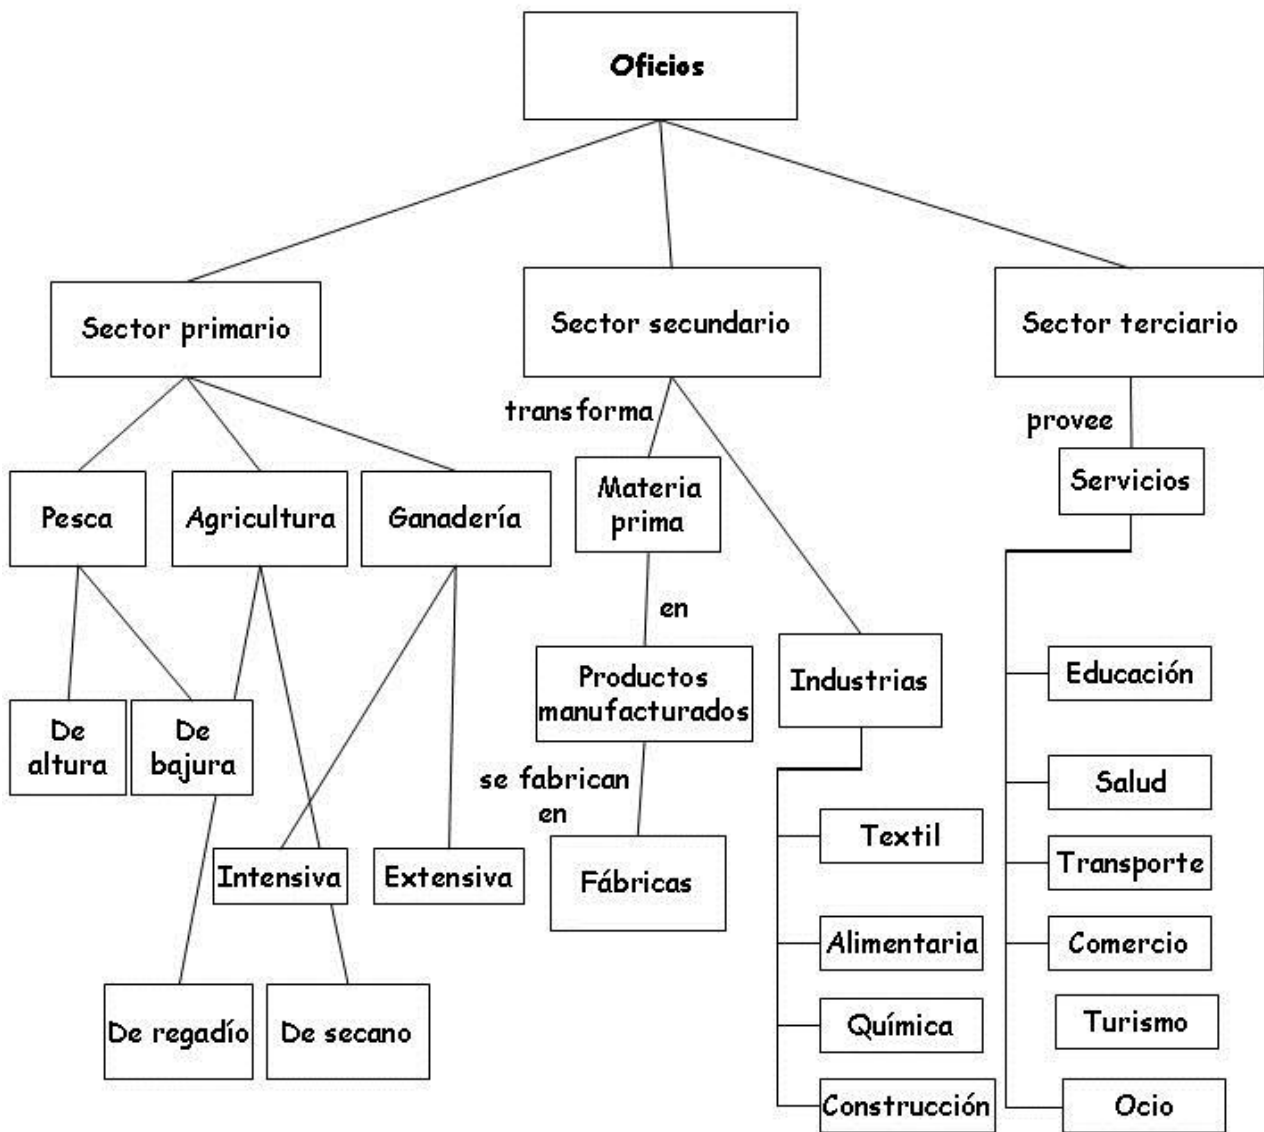 Oficios
Sector primario
Sector secundario
Sector terciario
transforma
provee
Pesca
Agricultura
Ganadería
Materia
prima
Servicios
en
De
altura
De
bajura
Productos
manufacturados
Industrias
Educación
se fabrican
en
Salud
Intensiva
Extensiva
Fábricas
Textil
Transporte
Alimentaria
Comercio
De regadío
De secano
Química
Turismo
Construcción
Ocio